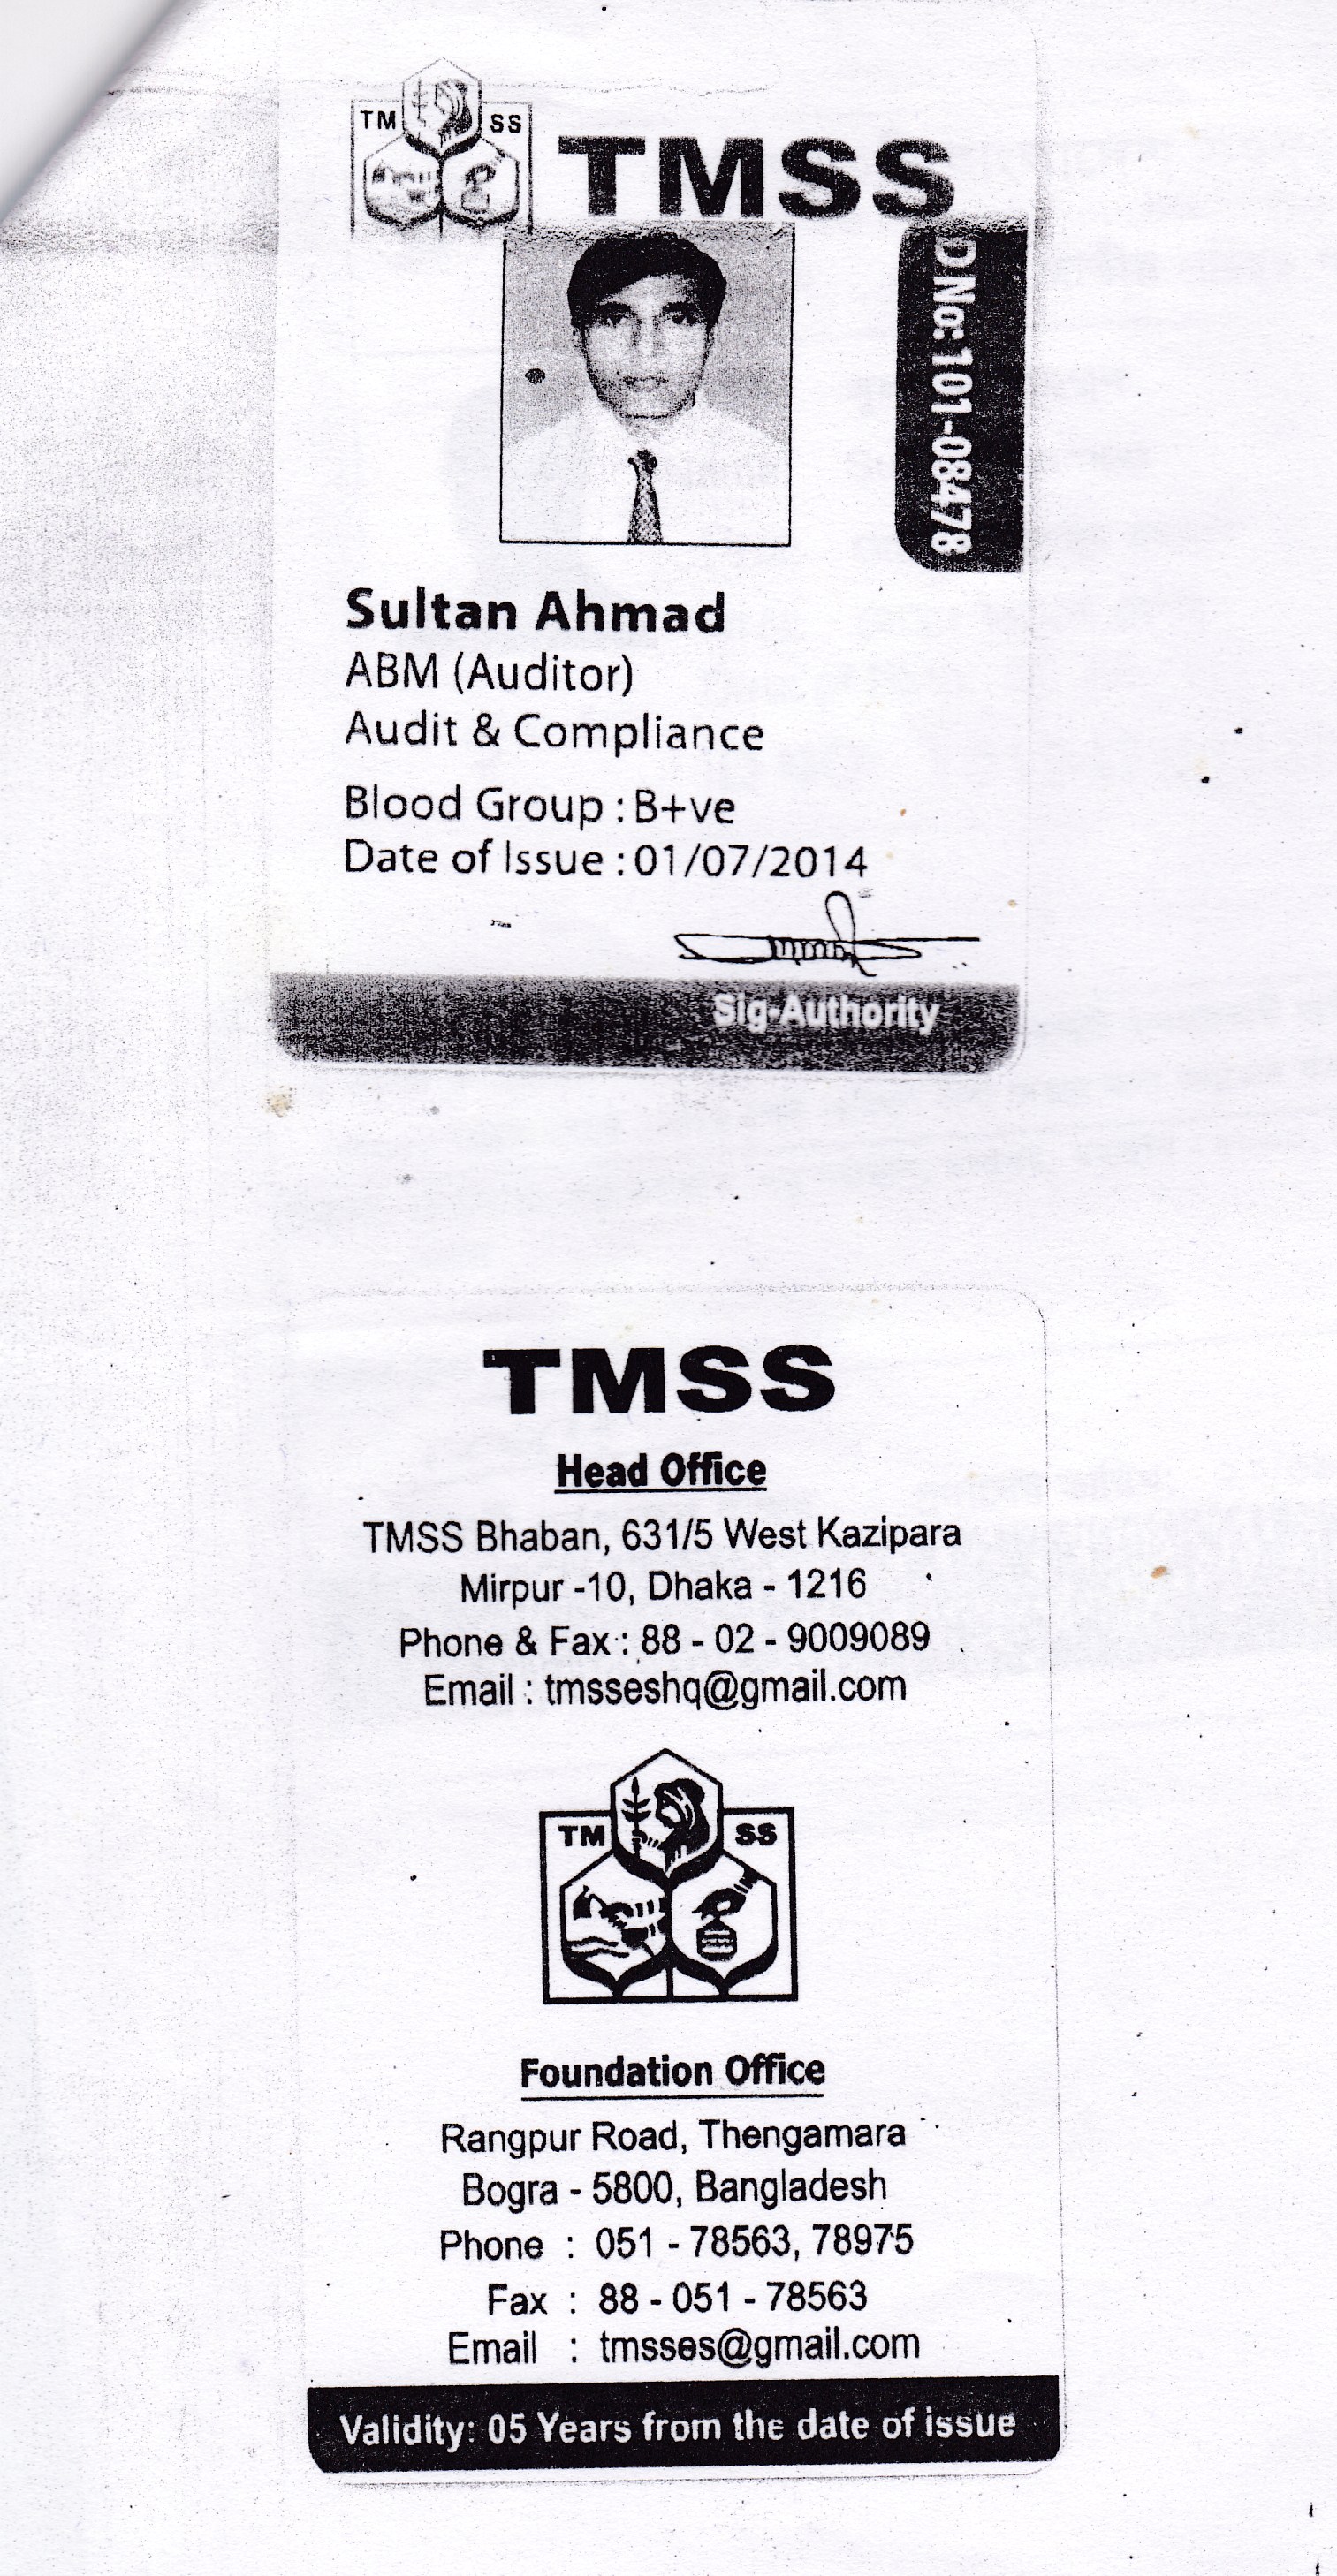 TM SS
TMSS
D No: 101-08478
Sultan Ahmad
ABM (Auditor)
Audit & Compliance
Blood Group : B+ve
Date of Issue : 01/07/2014
Sig-Authority
TMSS
Head Office
TMSS Bhaban, 631/5 West Kazipara
Mirpur -10, Dhaka - 1216
Phone & Fax : 88 - 02 - 9009089
Email : tmsseshq@gmail.com
TM SS
Foundation Office
Rangpur Road, Thengamara
Bogra - 5800, Bangladesh
Phone : 051 - 78563, 78975
Fax : 88 - 051 - 78563
Email : tmsses@gmail.com
Validity: 05 Years from the date of issue